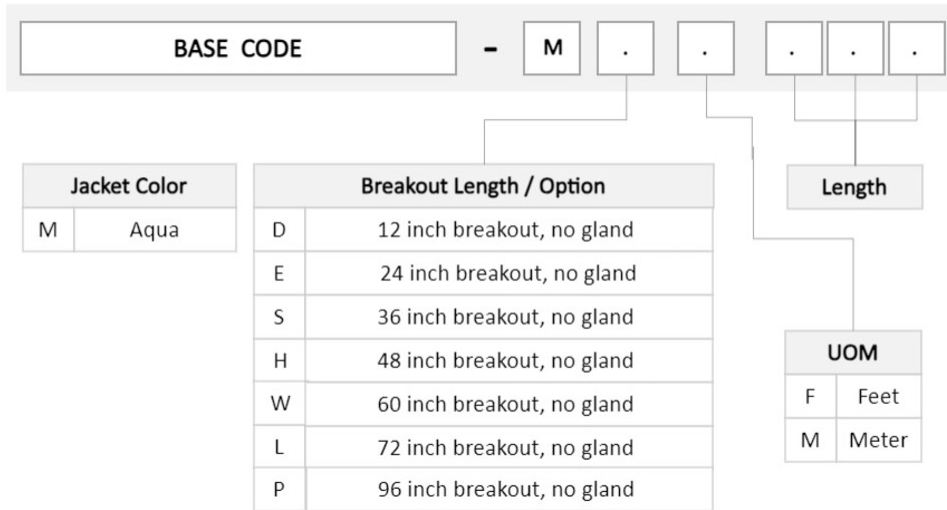 BASE CODE - M . . . . .
Jacket Color
M Aqua
Breakout Length / Option
D 12 inch breakout, no gland
E 24 inch breakout, no gland
S 36 inch breakout, no gland
H 48 inch breakout, no gland
W 60 inch breakout, no gland
L 72 inch breakout, no gland
P 96 inch breakout, no gland
Length
UOM
F Feet
M Meter